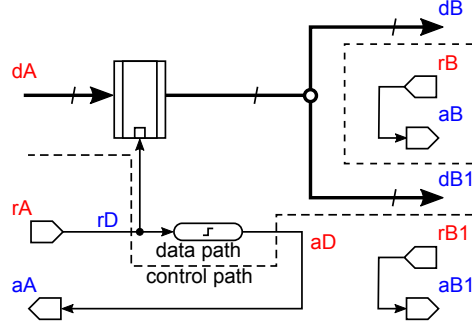 dB
dA
rB
aB
dB1
rA
rD
aD
rB1
data path
control path
aA
aB1